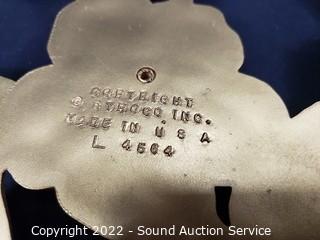 COPYRIGHT
© SYROCO INC.
MADE IN U.S.A
L 4564
Copyright 2022 - Sound Auction Service